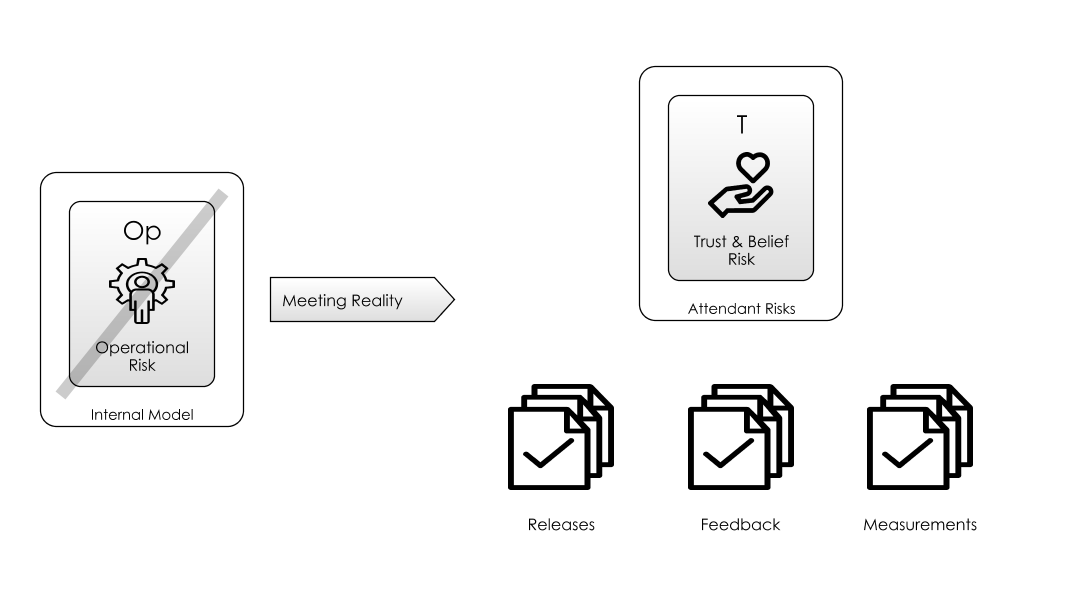 Op
Operational
Risk
Internal Model
Meeting Reality
T
Trust & Belief
Risk
Attendant Risks
Releases
Feedback
Measurements